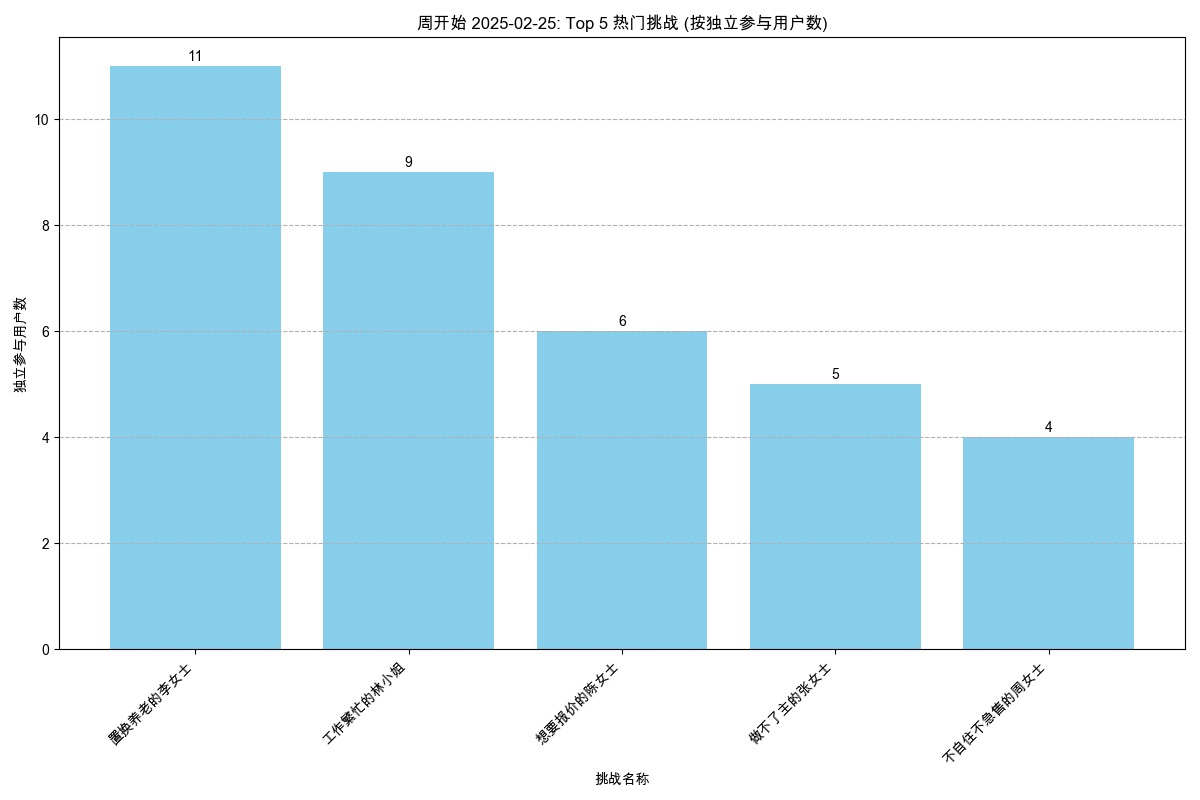 周开始 2025-02-25: Top 5 热门挑战 (按独立参与用户数)
独立参与用户数
10
8
6
4
2
0
11
9
6
5
4
置换养老的李女士
工作繁忙的林小姐
想要报价的陈女士
做不了主的张女士
不自住不急售的周女士
挑战名称